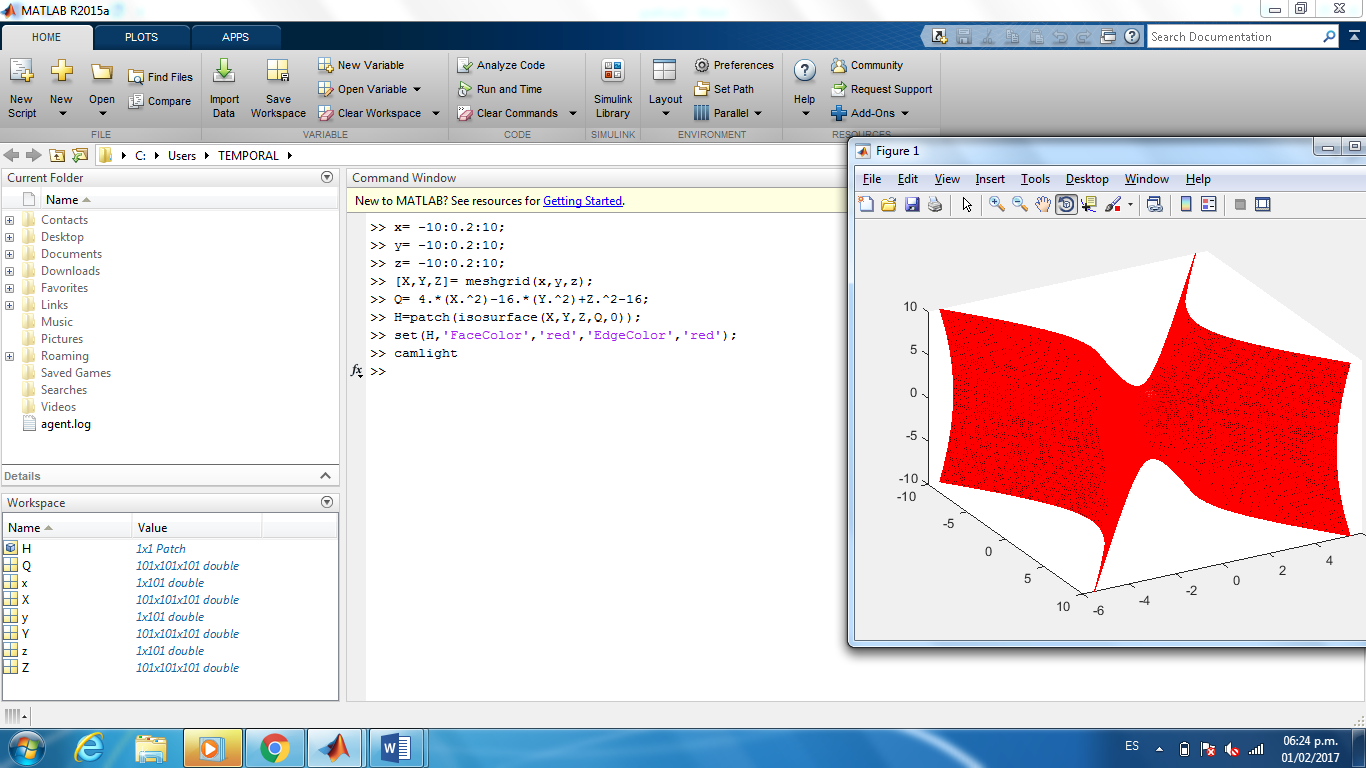 MATLAB R2015a
HOME PLOTS APPS
Search Documentation
New Script
New
Open
Find Files
Compare
FILE
Import Data
Save Workspace
New Variable
Open Variable
Clear Workspace
VARIABLE
Analyze Code
Run and Time
Clear Commands
CODE
Simulink Library
SIMULINK
Layout
Preferences
Set Path
Parallel
ENVIRONMENT
Help
Community
Request Support
Add-Ons
RESOURCES
C: Users TEMPORAL
Current Folder
Name
Contacts
Desktop
Documents
Downloads
Favorites
Links
Music
Pictures
Roaming
Saved Games
Searches
Videos
agent.log
Details
Workspace
Name Value
H 1x1 Patch
Q 101x101x101 double
x 1x101 double
X 101x101x101 double
y 1x101 double
Y 101x101x101 double
z 1x101 double
Z 101x101x101 double
Command Window
New to MATLAB? See resources for Getting Started.
>> x= -10:0.2:10;
>> y= -10:0.2:10;
>> z= -10:0.2:10;
>> [X,Y,Z]= meshgrid(x,y,z);
>> Q= 4.*(X.^2)-16.*(Y.^2)+Z.^2-16;
>> H=patch(isosurface(X,Y,Z,Q,0));
>> set(H,'FaceColor','red','EdgeColor','red');
>> camlight
fx >>
Figure 1
File Edit View Insert Tools Desktop Window Help
10
5
0
-5
-10
-10
-5
0
5
10
-6
-4
-2
0
2
4
ES
06:24 p.m.
01/02/2017